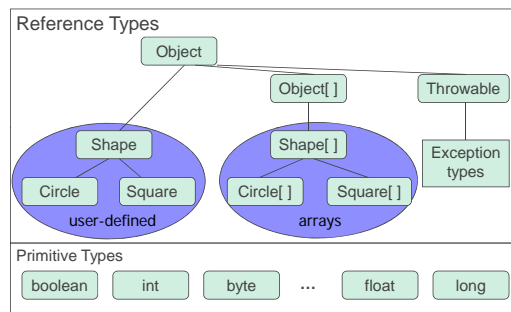 Reference Types
Object
Object[ ]
Throwable
Shape
Shape[ ]
Exception
types
Circle
Square
Circle[ ]
Square[ ]
user-defined
arrays
Primitive Types
boolean
int
byte
...
float
long